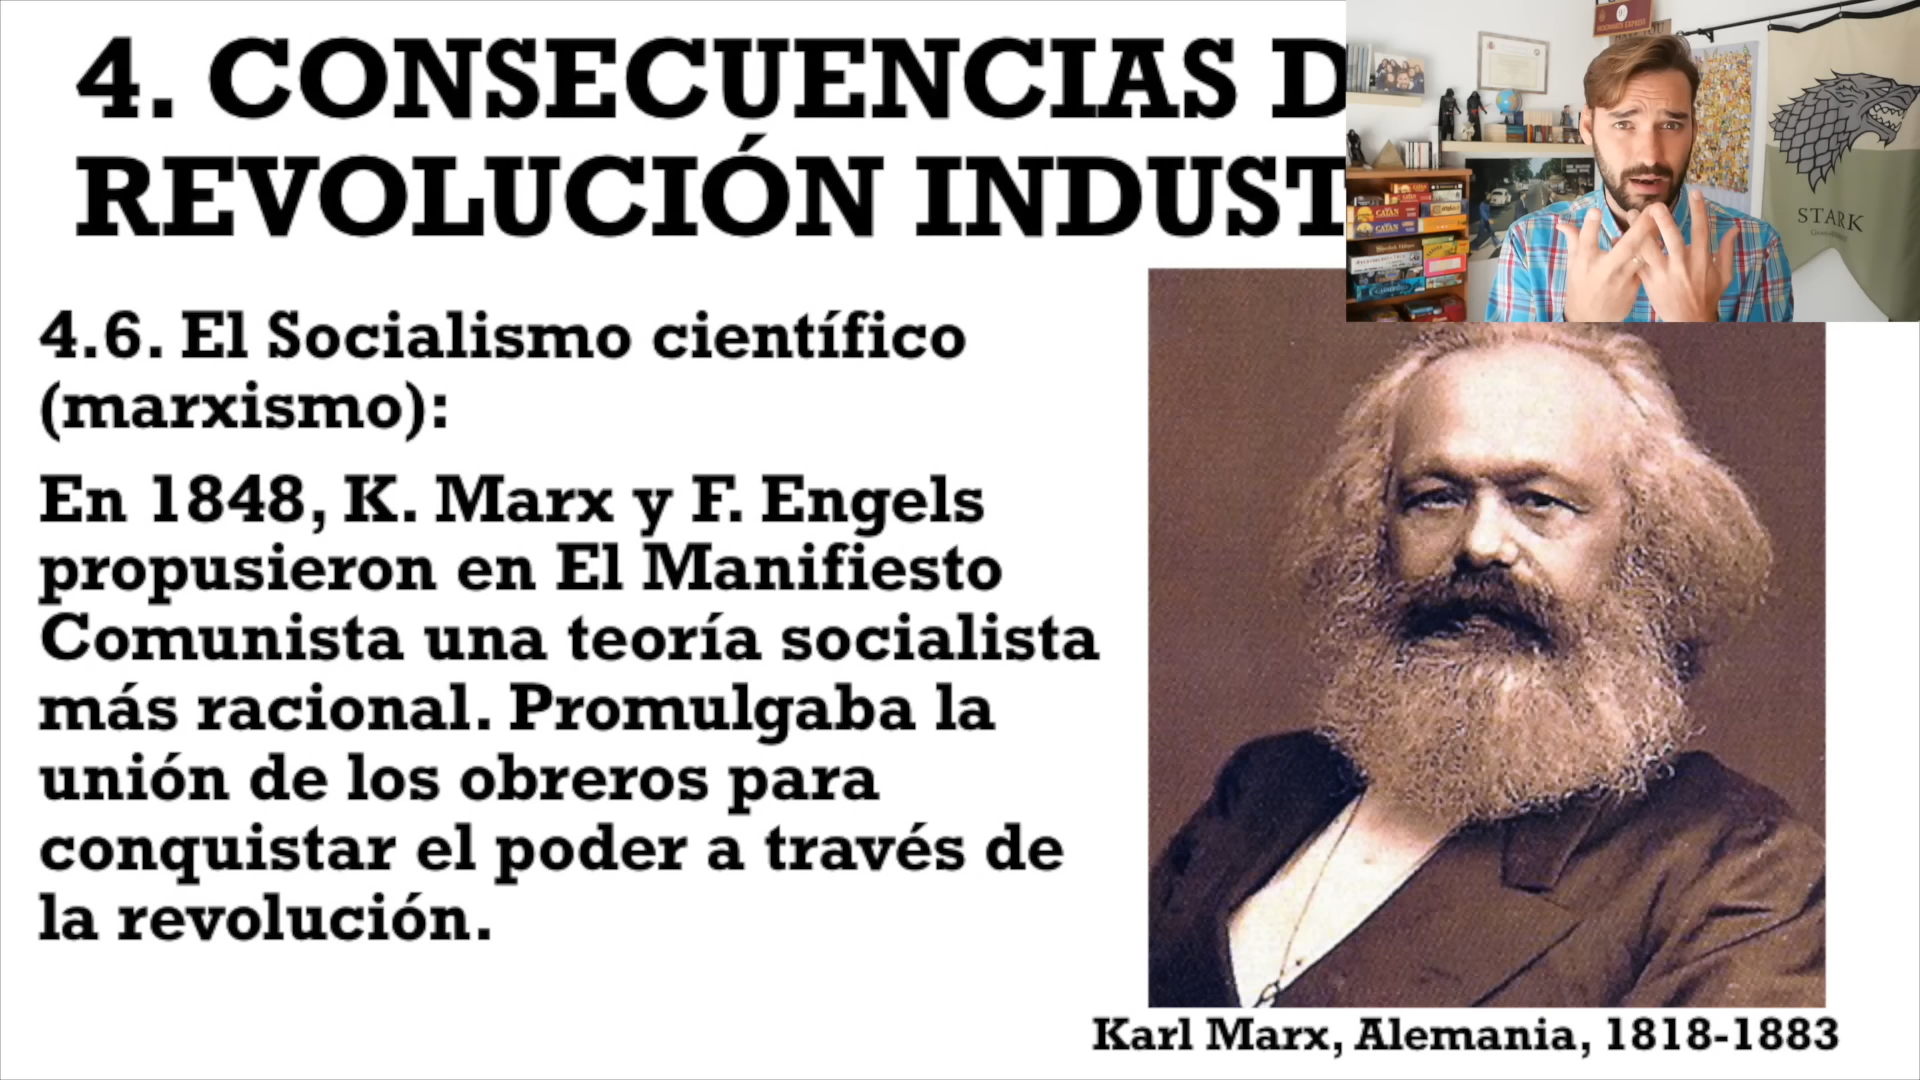 4. CONSECUENCIAS D
REVOLUCIÓN INDUST
4.6. El Socialismo científico
(marxismo):
En 1848, K. Marx y F. Engels
propusieron en El Manifiesto
Comunista una teoría socialista
más racional. Promulgaba la
unión de los obreros para
conquistar el poder a través de
la revolución.
Karl Marx, Alemania, 1818-1883
STARK
CATAN
CATAN